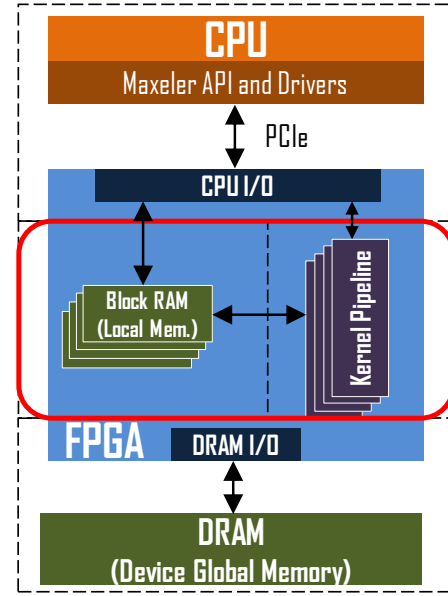 CPU
Maxeler API and Drivers
PCIe
CPU I/O
Block RAM
(Local Mem.)
Kernel Pipeline
FPGA
DRAM I/O
DRAM
(Device Global Memory)